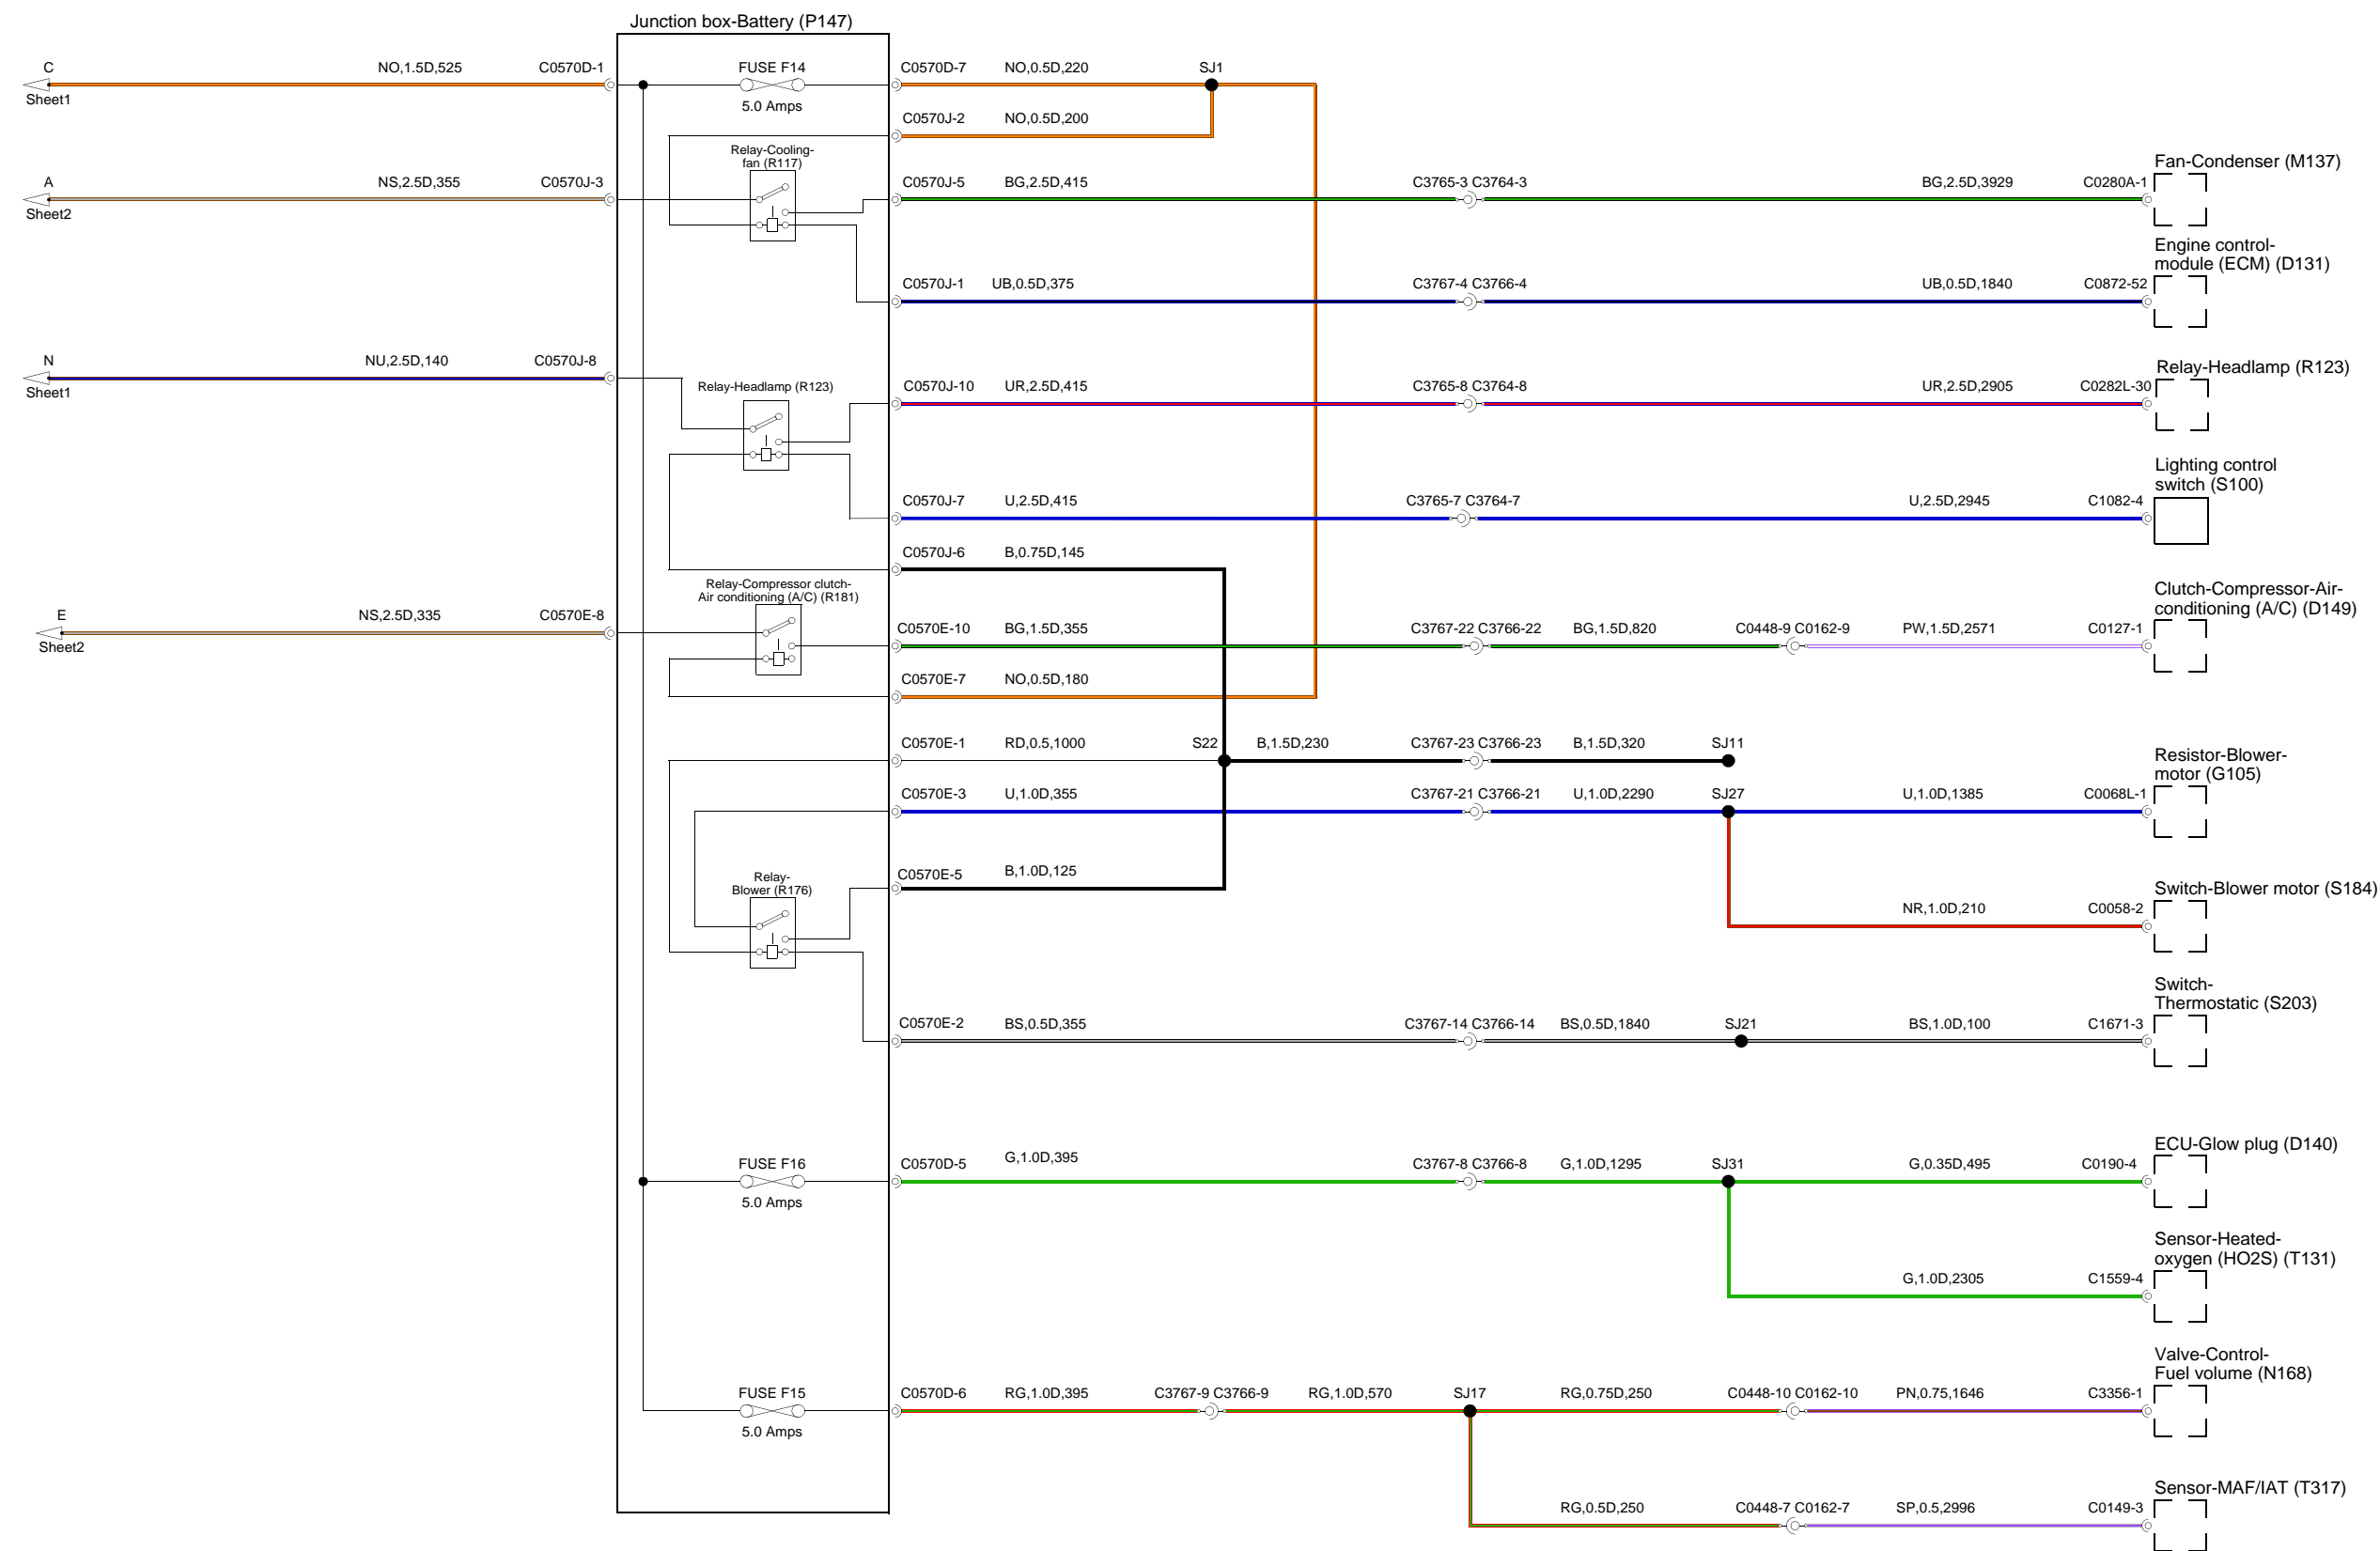 Junction box-Battery (P147)
C NO,1.5D,525 C0570D-1 FUSE F14 C0570D-7 NO,0.5D,220 SJ1
Sheet1 5.0 Amps
C0570J-2 NO,0.5D,200
Relay-Cooling-
fan (R117)
Fan-Condenser (M137)
A NS,2.5D,355 C0570J-3 C0570J-5 BG,2.5D,415 C3765-3 C3764-3 BG,2.5D,3929 C0280A-1
Sheet2
Engine control-
module (ECM) (D131)
C0570J-1 UB,0.5D,375 C3767-4 C3766-4 UB,0.5D,1840 C0872-52
N NU,2.5D,140 C0570J-8
Sheet1
Relay-Headlamp (R123)
Relay-Headlamp (R123) C0570J-10 UR,2.5D,415 C3765-8 C3764-8 UR,2.5D,2905 C0282L-30
Lighting control
switch (S100)
C0570J-7 U,2.5D,415 C3765-7 C3764-7 U,2.5D,2945 C1082-4
C0570J-6 B,0.75D,145
Relay-Compressor clutch-
Air conditioning (A/C) (R181)
Clutch-Compressor-Air-
conditioning (A/C) (D149)
E NS,2.5D,335 C0570E-8 C0570E-10 BG,1.5D,355 C3767-22 C3766-22 BG,1.5D,820 C0448-9 C0162-9 PW,1.5D,2571 C0127-1
Sheet2
C0570E-7 NO,0.5D,180
C0570E-1 RD,0.5,1000 S22 B,1.5D,230 C3767-23 C3766-23 B,1.5D,320 SJ11
Resistor-Blower-
motor (G105)
C0570E-3 U,1.0D,355 C3767-21 C3766-21 U,1.0D,2290 SJ27 U,1.0D,1385 C0068L-1
C0570E-5 B,1.0D,125
Relay-
Blower (R176)
Switch-Blower motor (S184)
NR,1.0D,210 C0058-2
Switch-
Thermostatic (S203)
C0570E-2 BS,0.5D,355 C3767-14 C3766-14 BS,0.5D,1840 SJ21 BS,1.0D,100 C1671-3
ECU-Glow plug (D140)
FUSE F16 C0570D-5 G,1.0D,395 C3767-8 C3766-8 G,1.0D,1295 SJ31 G,0.35D,495 C0190-4
5.0 Amps
Sensor-Heated-
oxygen (HO2S) (T131)
G,1.0D,2305 C1559-4
Valve-Control-
Fuel volume (N168)
FUSE F15 C0570D-6 RG,1.0D,395 C3767-9 C3766-9 RG,1.0D,570 SJ17 RG,0.75D,250 C0448-10 C0162-10 PN,0.75,1646 C3356-1
5.0 Amps
Sensor-MAF/IAT (T317)
RG,0.5D,250 C0448-7 C0162-7 SP,0.5,2996 C0149-3